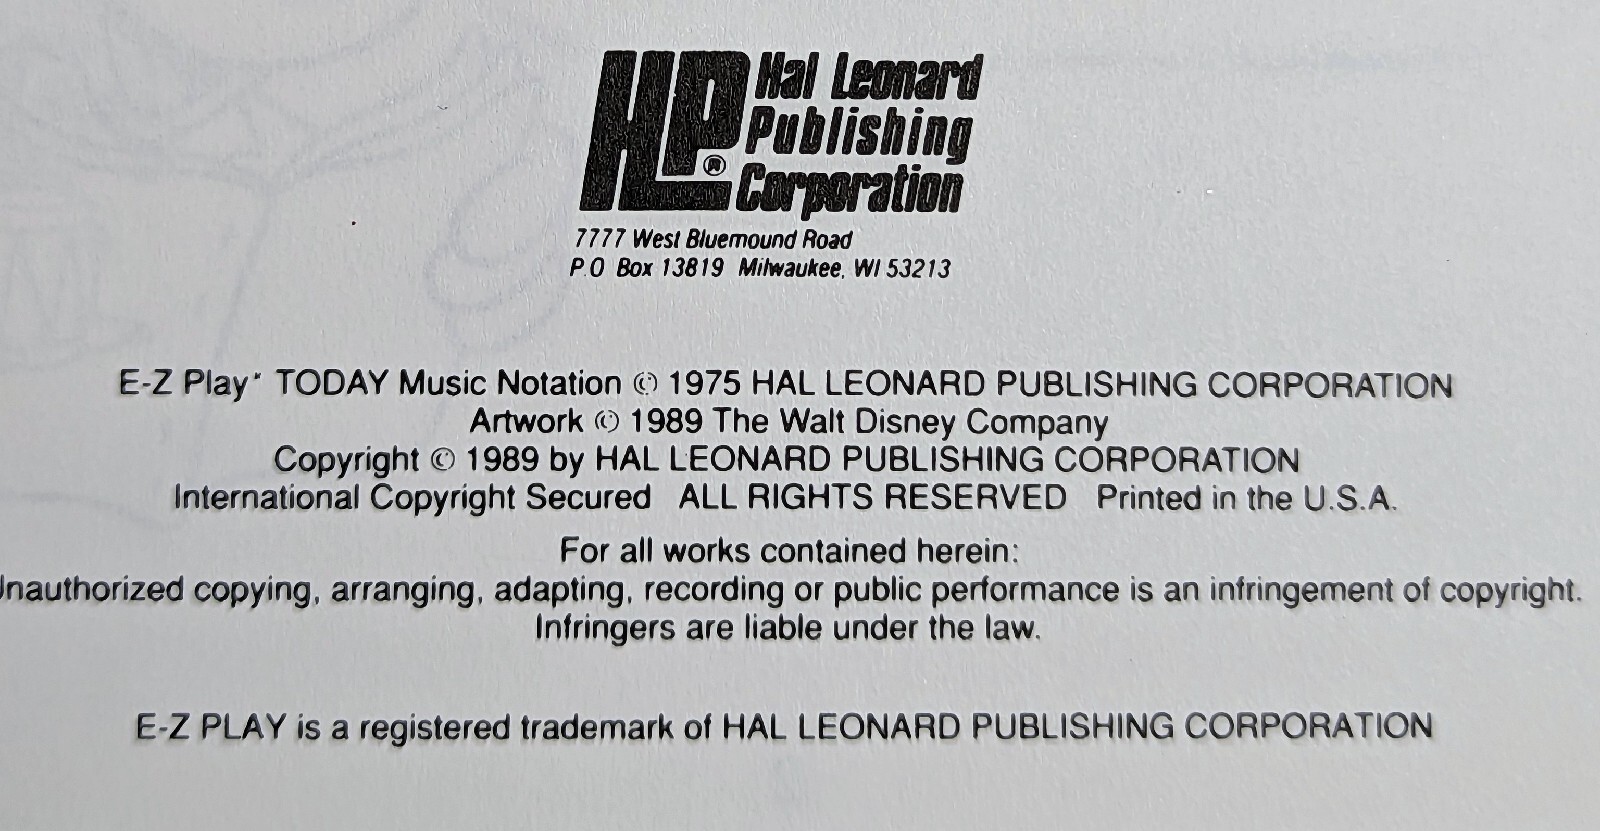 HLP® Hal Leonard
Publishing
Corporation
7777 West Bluemound Road
P.O Box 13819 Milwaukee, WI 53213
E-Z Play® TODAY Music Notation © 1975 HAL LEONARD PUBLISHING CORPORATION
Artwork © 1989 The Walt Disney Company
Copyright © 1989 by HAL LEONARD PUBLISHING CORPORATION
International Copyright Secured ALL RIGHTS RESERVED Printed in the U.S.A.
For all works contained herein:
Unauthorized copying, arranging, adapting, recording or public performance is an infringement of copyright.
Infringers are liable under the law.
E-Z PLAY is a registered trademark of HAL LEONARD PUBLISHING CORPORATION